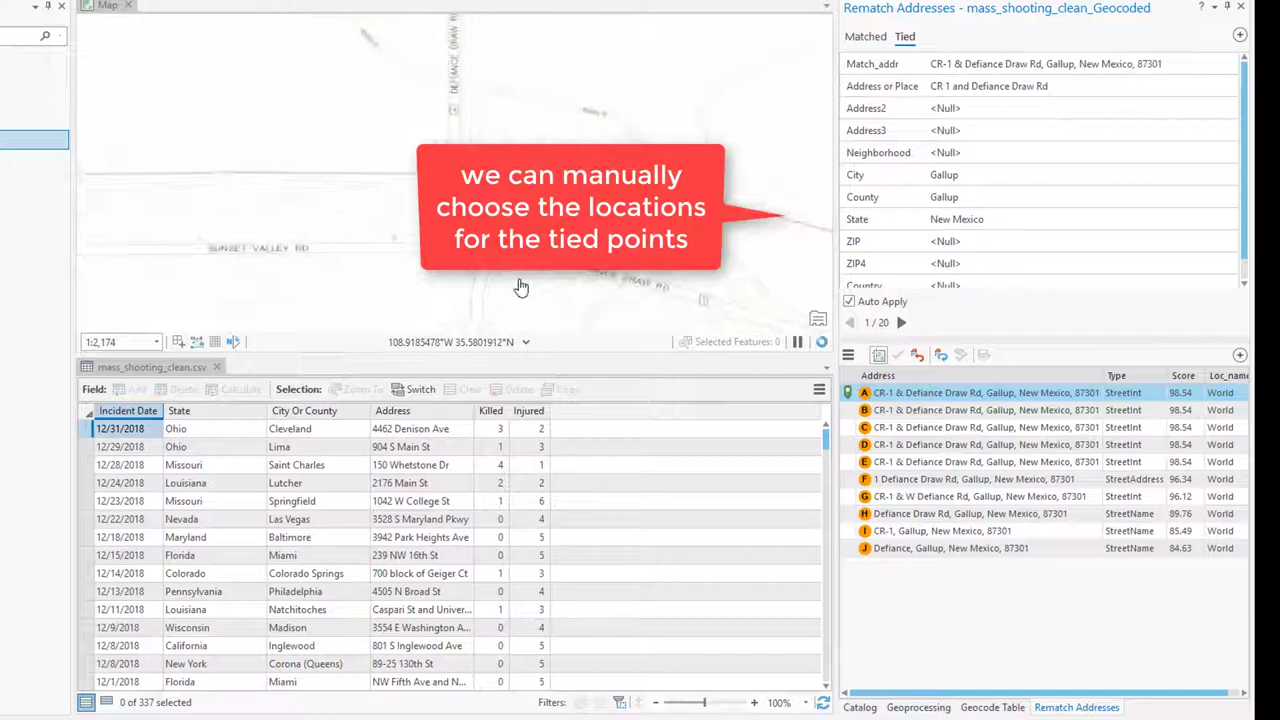 Map
Rematch Addresses - mass_shooting_clean_Geocoded
Matched Tied
Match_addr CR-1 & Defiance Draw Rd, Gallup, New Mexico, 87301
Address or Place CR 1 and Defiance Draw Rd
Address2 <Null>
Address3 <Null>
Neighborhood <Null>
City Gallup
County Gallup
State New Mexico
ZIP <Null>
ZIP4 <Null>
Country
Auto Apply
1 / 20
DEFIANCE DRAW RD
we can manually
choose the locations
for the tied points
SUNSET VALLEY RD
1:2,174 108.9185478°W 35.5801912°N Selected Features: 0
mass_shooting_clean.csv
Field: Add Delete Calculate Selection: Zoom To Switch Clear Delete Copy
Incident Date State City Or County Address Killed Injured
12/31/2018 Ohio Cleveland 4462 Denison Ave 3 2
12/29/2018 Ohio Lima 904 S Main St 1 3
12/28/2018 Missouri Saint Charles 150 Whetstone Dr 4 1
12/24/2018 Louisiana Lutcher 2176 Main St 2 2
12/23/2018 Missouri Springfield 1042 W College St 1 6
12/22/2018 Nevada Las Vegas 3528 S Maryland Pkwy 0 4
12/18/2018 Maryland Baltimore 3942 Park Heights Ave 0 5
12/15/2018 Florida Miami 239 NW 16th St 0 5
12/14/2018 Colorado Colorado Springs 700 block of Geiger Ct 1 3
12/13/2018 Pennsylvania Philadelphia 4505 N Broad St 0 4
12/11/2018 Louisiana Natchitoches Caspari St and Univer... 1 3
12/9/2018 Wisconsin Madison 3554 E Washington A... 0 4
12/8/2018 California Inglewood 801 S Inglewood Ave 0 5
12/8/2018 New York Corona (Queens) 89-25 130th St 0 5
12/1/2018 Florida Miami NW Fifth Ave and N... 0 4
0 of 337 selected Filters: 100%
Address Type Score Loc_name
A CR-1 & Defiance Draw Rd, Gallup, New Mexico, 87301 StreetInt 98.54 World
B CR-1 & Defiance Draw Rd, Gallup, New Mexico, 87301 StreetInt 98.54 World
C CR-1 & Defiance Draw Rd, Gallup, New Mexico, 87301 StreetInt 98.54 World
D CR-1 & Defiance Draw Rd, Gallup, New Mexico, 87301 StreetInt 98.54 World
E CR-1 & Defiance Draw Rd, Gallup, New Mexico, 87301 StreetInt 98.54 World
F 1 Defiance Draw Rd, Gallup, New Mexico, 87301 StreetAddress 96.34 World
G CR-1 & W Defiance Rd, Gallup, New Mexico, 87301 StreetInt 96.12 World
H Defiance Draw Rd, Gallup, New Mexico, 87301 StreetName 89.76 World
I CR-1, Gallup, New Mexico, 87301 StreetName 85.49 World
J Defiance, Gallup, New Mexico, 87301 StreetName 84.63 World
Catalog Geoprocessing Geocode Table Rematch Addresses